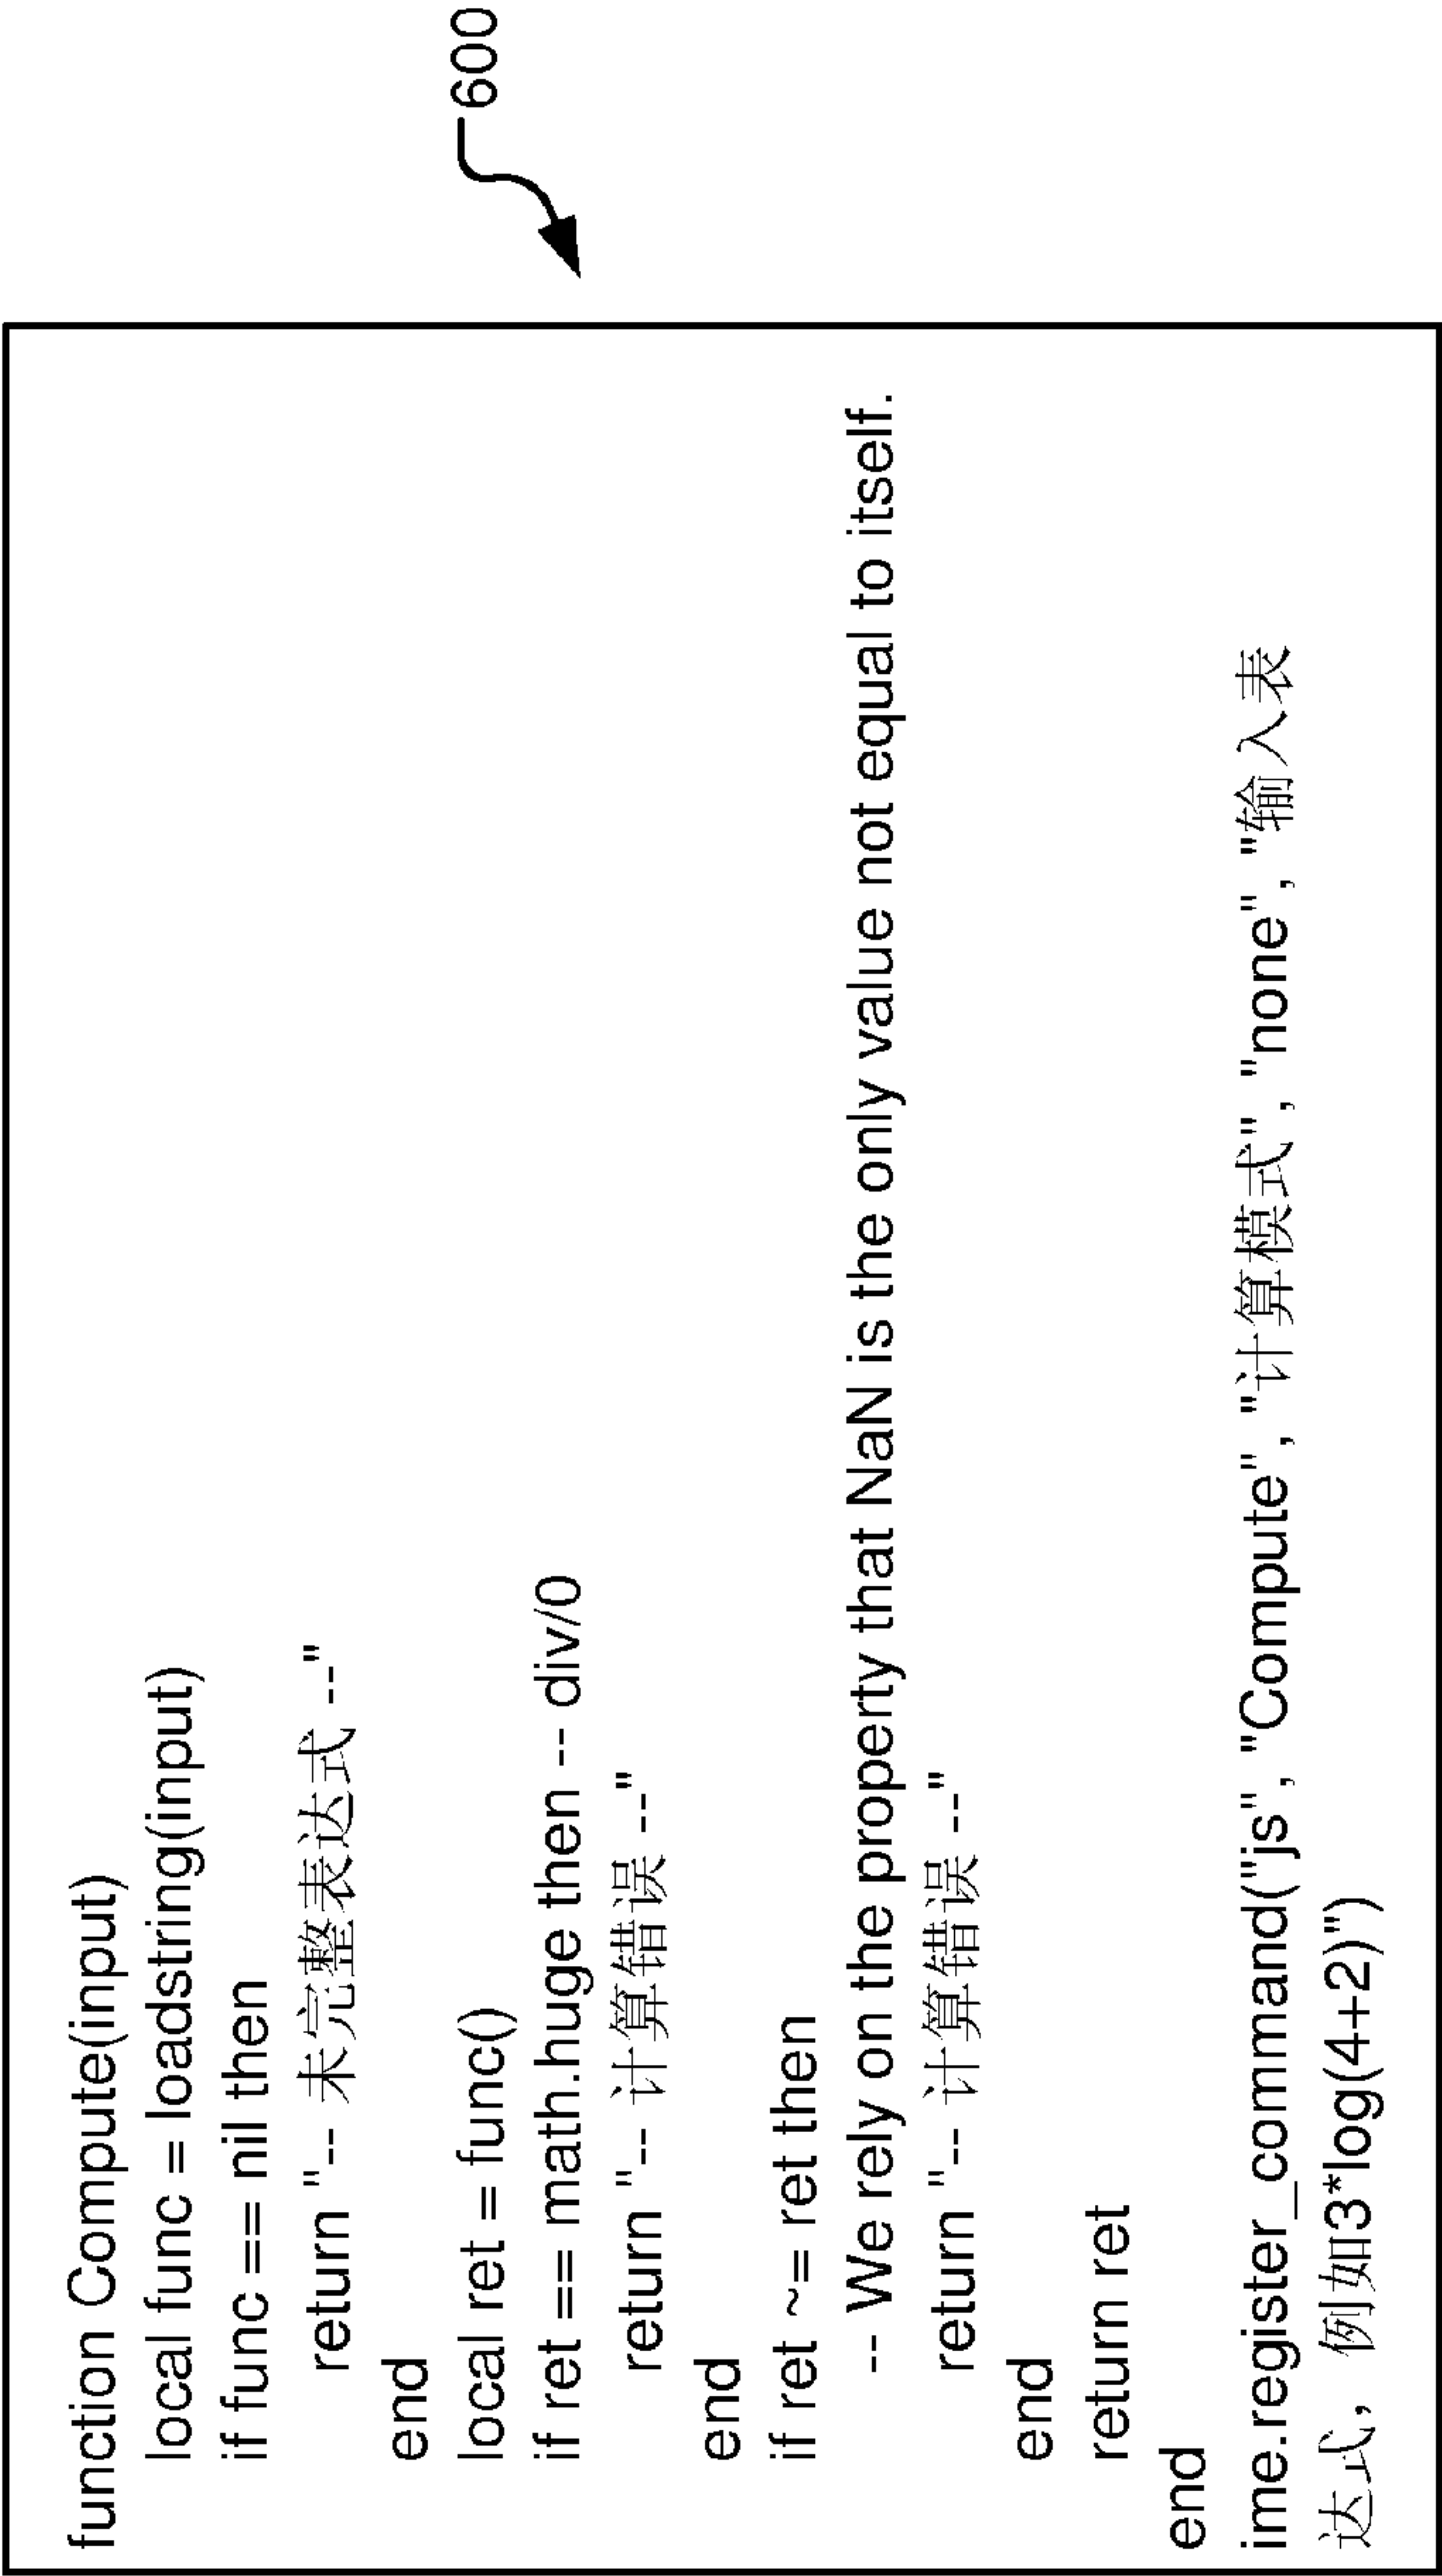 600
function Compute(input)
local func = loadstring(input)
if func == nil then
return "-- 未完整表达式 --"
end
local ret = func()
if ret == math.huge then -- div/0
return "-- 计算错误 --"
end
if ret ~= ret then
-- We rely on the property that NaN is the only value not equal to itself.
return "-- 计算错误 --"
end
return ret
end
ime.register_command("js", "Compute", "计算模式", "none", "输入表
达式，例如3*log(4+2)")